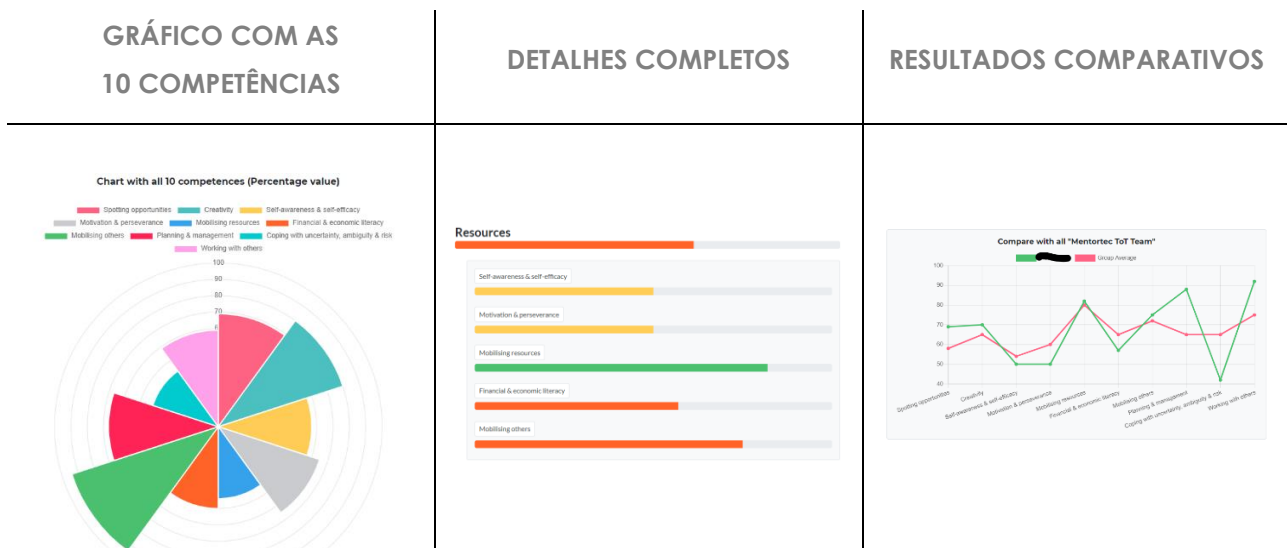 GRÁFICO COM AS
10 COMPETÊNCIAS
DETALHES COMPLETOS
RESULTADOS COMPARATIVOS
Chart with all 10 competences (Percentage value)
Spotting opportunities Creativity Self-awareness & self-efficacy
Motivation & perseverance Mobilising resources Financial & economic literacy
Mobilising others Planning & management Coping with uncertainty, ambiguity & risk
Working with others
100
90
80
70
Resources
Self-awareness & self-efficacy
Motivation & perseverance
Mobilising resources
Financial & economic literacy
Mobilising others
Compare with all "Mentortec ToT Team"
Group Average
100
90
80
70
60
50
40
Spotting opportunities
Creativity
Self-awareness & self-efficacy
Motivation & perseverance
Mobilising resources
Financial & economic literacy
Mobilising others
Planning & management
Coping with uncertainty, ambiguity & risk
Working with others